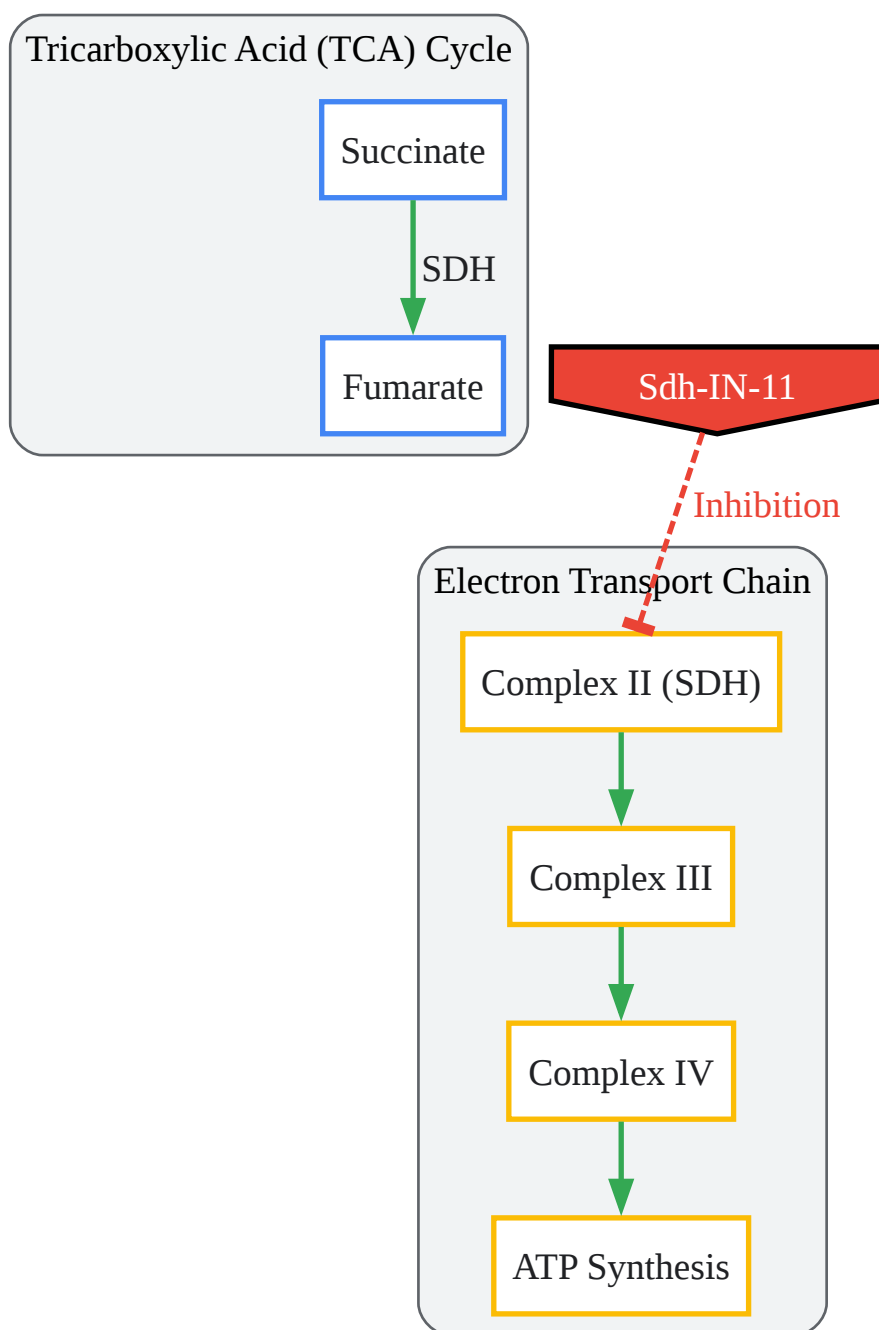 Tricarboxylic Acid (TCA) Cycle
Succinate
SDH
Fumarate
Sdh-IN-11
Inhibition
Electron Transport Chain
Complex II (SDH)
Complex III
Complex IV
ATP Synthesis